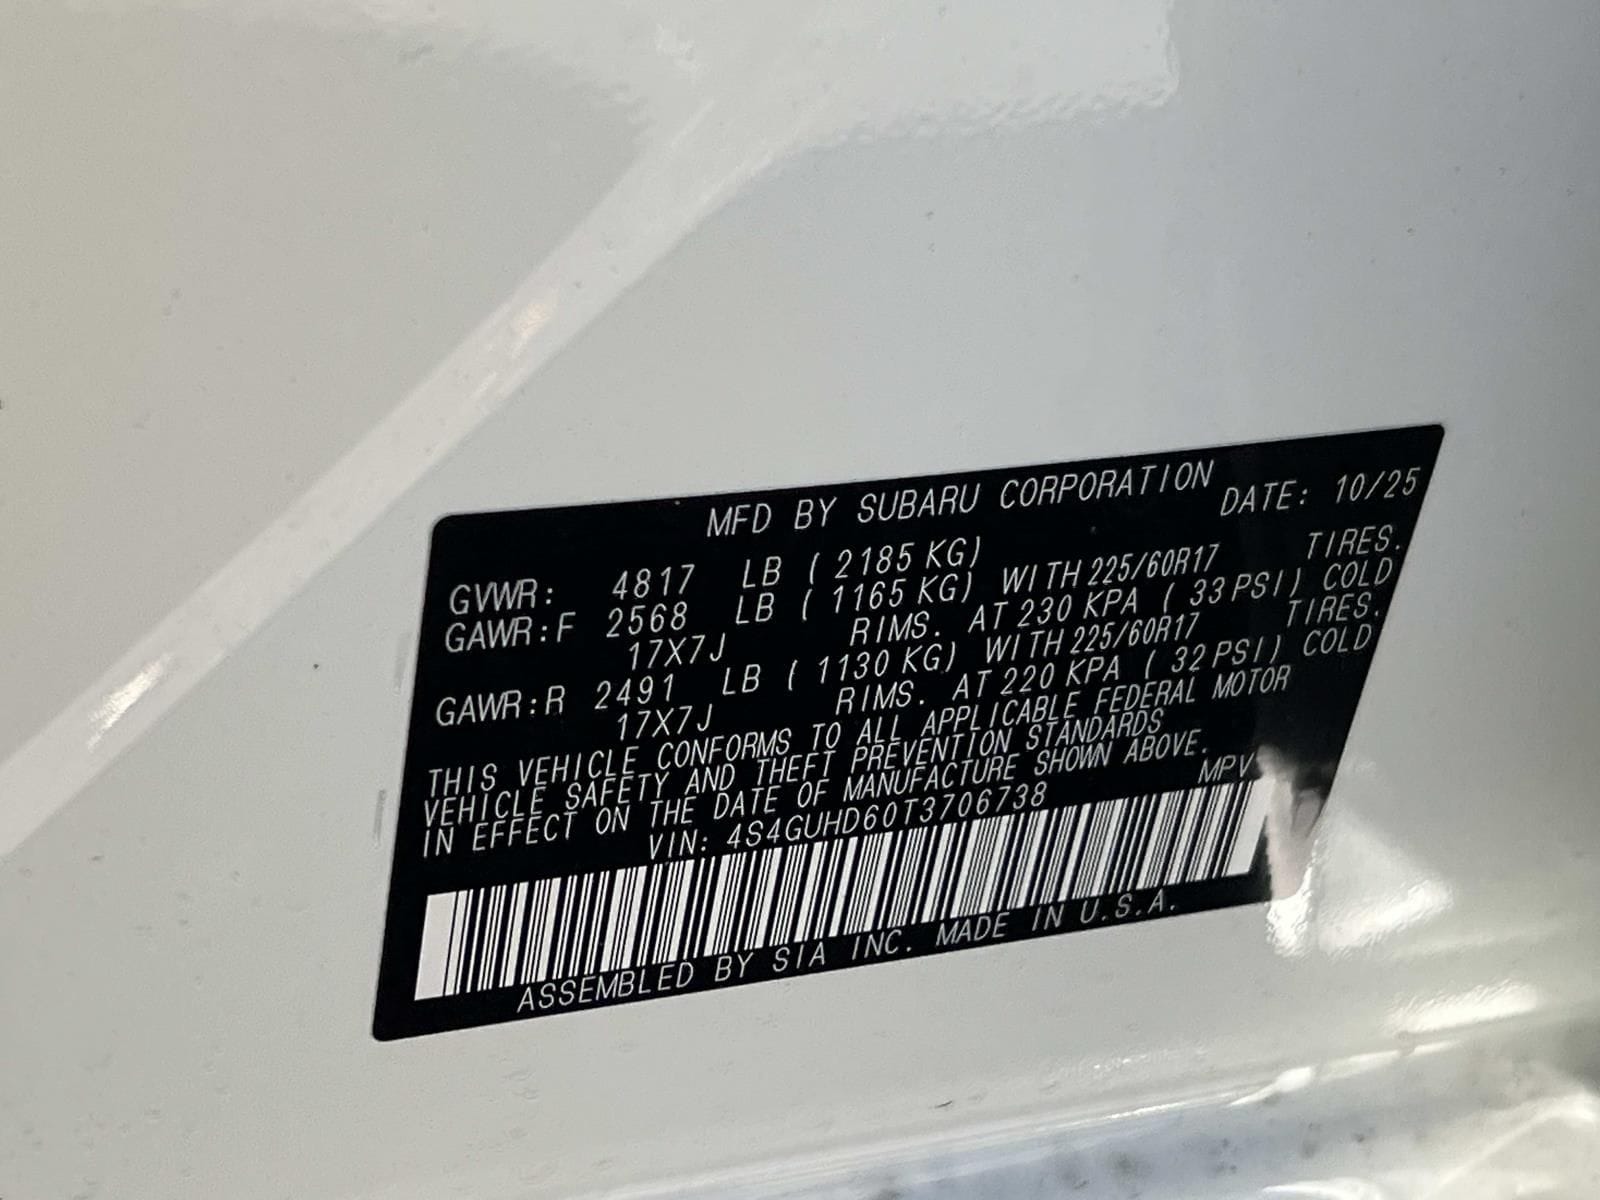 MFD BY SUBARU CORPORATION DATE: 10/25
GVWR: 4817 LB ( 2185 KG)
GAWR:F 2568 LB ( 1165 KG) WITH 225/60R17 TIRES.
17X7J RIMS. AT 230 KPA ( 33 PSI) COLD
GAWR:R 2491 LB ( 1130 KG) WITH 225/60R17 TIRES.
17X7J RIMS. AT 220 KPA ( 32 PSI) COLD
THIS VEHICLE CONFORMS TO ALL APPLICABLE FEDERAL MOTOR
VEHICLE SAFETY AND THEFT PREVENTION STANDARDS
IN EFFECT ON THE DATE OF MANUFACTURE SHOWN ABOVE.
VIN: 4S4GUHD60T3706738 MPV
ASSEMBLED BY SIA INC. MADE IN U.S.A.